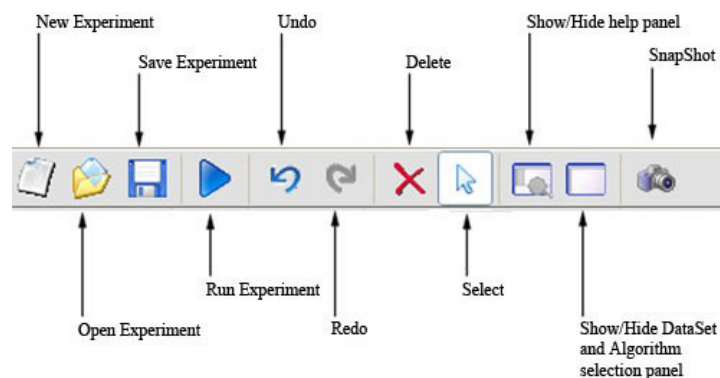 New Experiment
Undo
Show/Hide help panel
Save Experiment
Delete
SnapShot
Run Experiment
Select
Open Experiment
Redo
Show/Hide DataSet
and Algorithm
selection panel